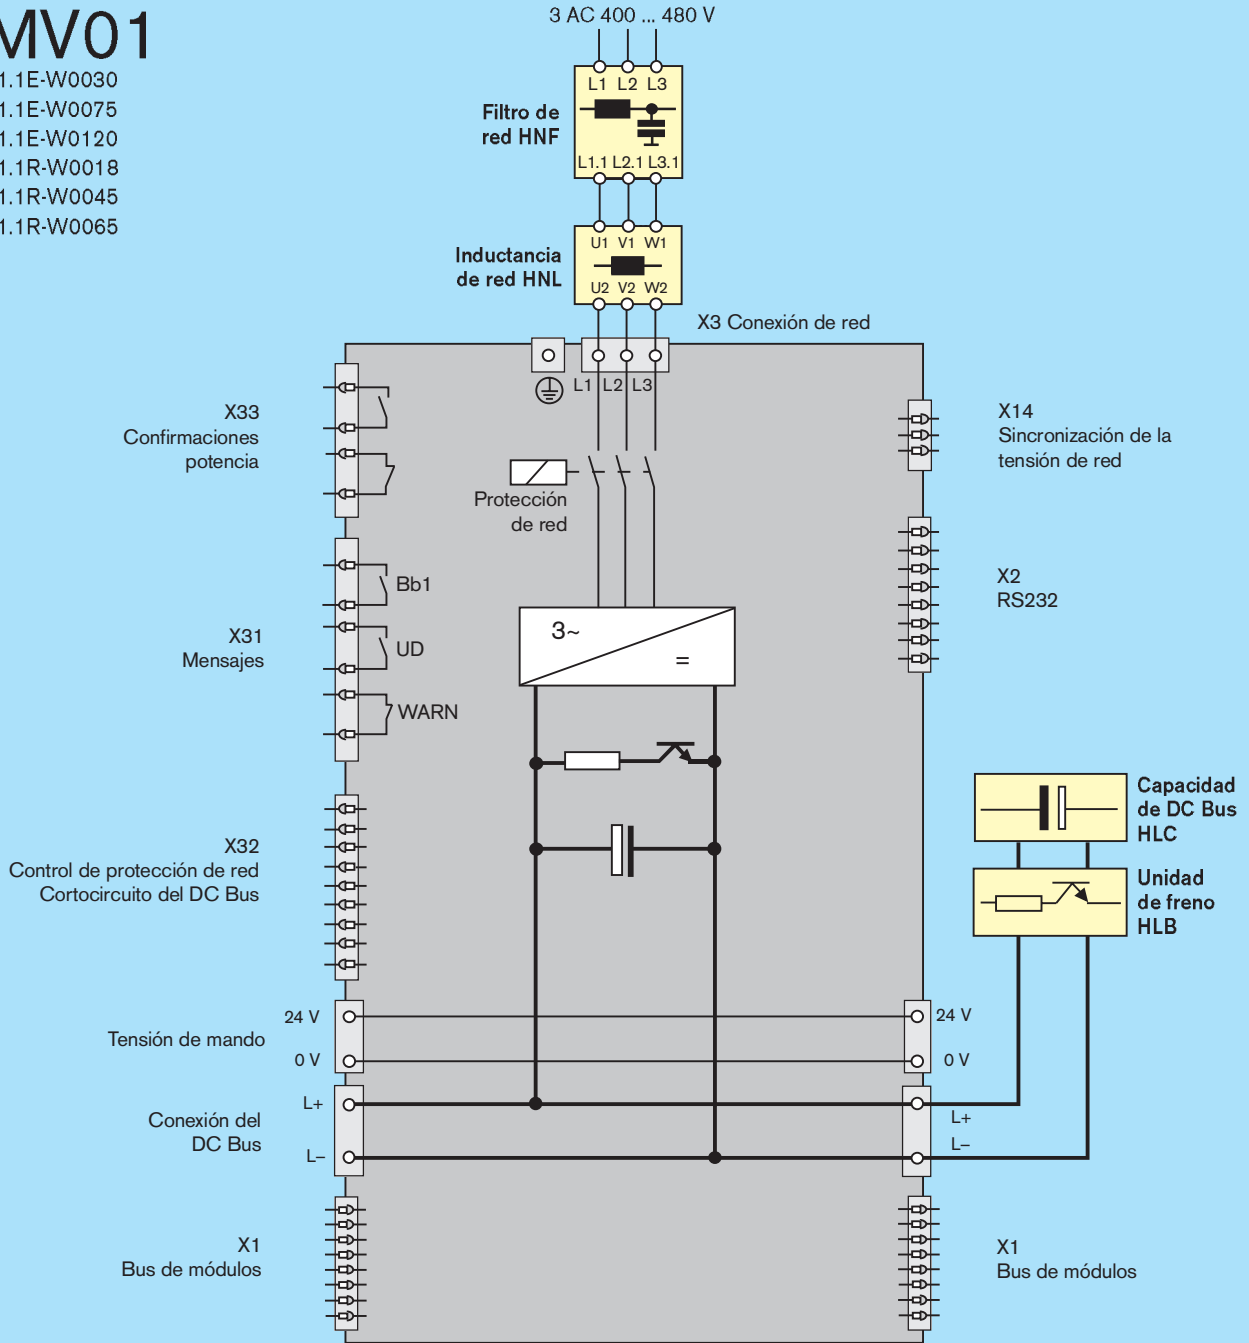 MV01
1.1E-W0030
1.1E-W0075
1.1E-W0120
1.1R-W0018
1.1R-W0045
1.1R-W0065
3 AC 400 ... 480 V
L1 L2 L3
Filtro de
red HNF
L1.1 L2.1 L3.1
U1 V1 W1
Inductancia
de red HNL
U2 V2 W2
X3 Conexión de red
L1 L2 L3
X33
Confirmaciones
potencia
Protección
de red
X14
Sincronización de la
tensión de red
X31
Mensajes
Bb1
UD
WARN
3~
=
X2
RS232
X32
Control de protección de red
Cortocircuito del DC Bus
Capacidad
de DC Bus
HLC
Unidad
de freno
HLB
Tensión de mando
24 V
0 V
24 V
0 V
Conexión del
DC Bus
L+
L–
L+
L–
X1
Bus de módulos
X1
Bus de módulos